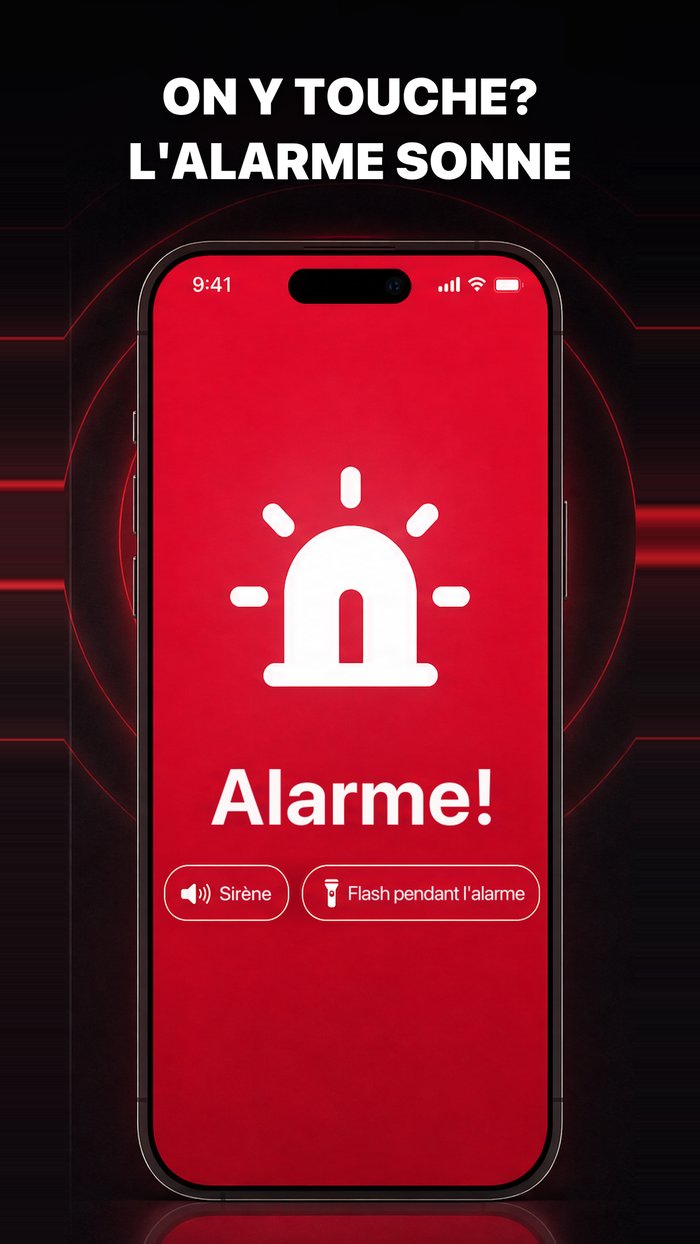 ON Y TOUCHE?
L'ALARME SONNE
9:41
Alarme!
Sirène
Flash pendant l'alarme